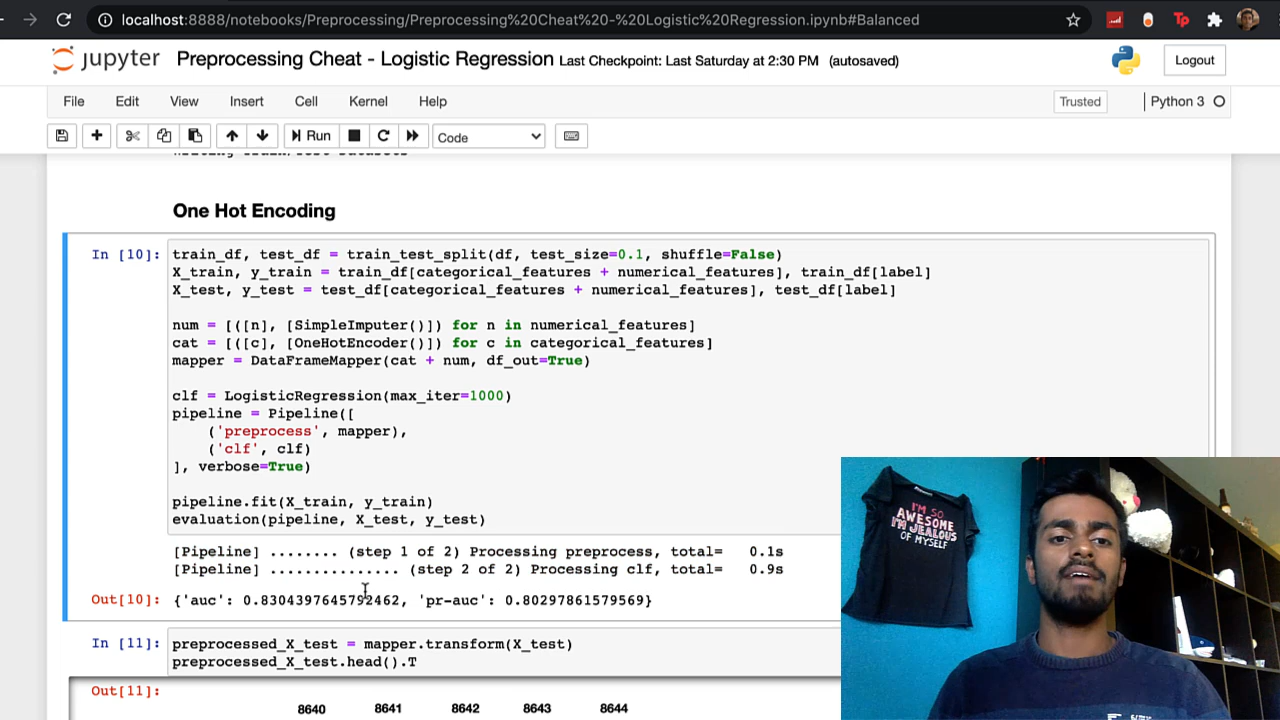 localhost:8888/notebooks/Preprocessing/Preprocessing%20Cheat%20-%20Logistic%20Regression.ipynb#Balanced
Tp
jupyter Preprocessing Cheat - Logistic Regression Last Checkpoint: Last Saturday at 2:30 PM (autosaved)
Logout
File Edit View Insert Cell Kernel Help
Trusted
Python 3
Run
Code
Writing train/test datasets
One Hot Encoding
In [10]: train_df, test_df = train_test_split(df, test_size=0.1, shuffle=False)
X_train, y_train = train_df[categorical_features + numerical_features], train_df[label]
X_test, y_test = test_df[categorical_features + numerical_features], test_df[label]
num = [([n], [SimpleImputer()]) for n in numerical_features]
cat = [([c], [OneHotEncoder()]) for c in categorical_features]
mapper = DataFrameMapper(cat + num, df_out=True)
clf = LogisticRegression(max_iter=1000)
pipeline = Pipeline([
('preprocess', mapper),
('clf', clf)
], verbose=True)
pipeline.fit(X_train, y_train)
evaluation(pipeline, X_test, y_test)
[Pipeline] ........ (step 1 of 2) Processing preprocess, total= 0.1s
[Pipeline] ............... (step 2 of 2) Processing clf, total= 0.9s
Out[10]: {'auc': 0.8304397645792462, 'pr-auc': 0.80297861579569}
In [11]: preprocessed_X_test = mapper.transform(X_test)
preprocessed_X_test.head().T
Out[11]:
8640 8641 8642 8643 8644
I'M SO
AWESOME
I'M JEALOUS
OF MYSELF